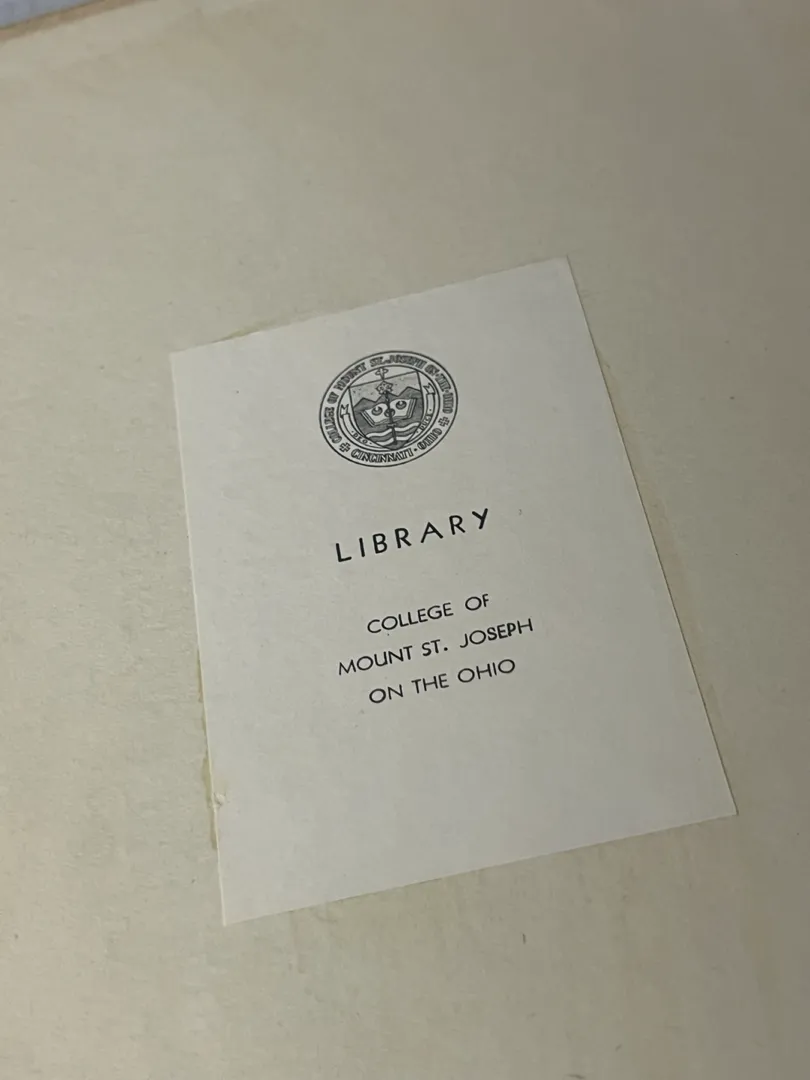 COLLEGE OF MOUNT ST. JOSEPH ON-THE-OHIO
CINCINNATI · OHIO
LIBRARY
COLLEGE OF
MOUNT ST. JOSEPH
ON THE OHIO